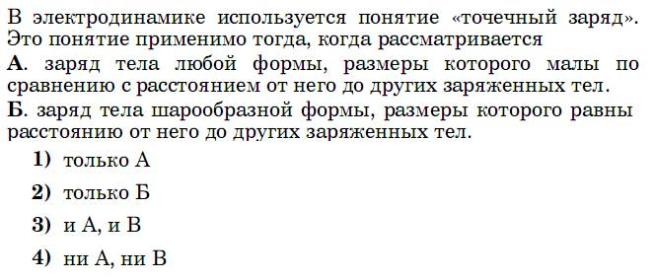 В электродинамике используется понятие «точечный заряд».
Это понятие применимо тогда, когда рассматривается
А. заряд тела любой формы, размеры которого малы по
сравнению с расстоянием от него до других заряженных тел.
Б. заряд тела шарообразной формы, размеры которого равны
расстоянию от него до других заряженных тел.
1) только А
2) только Б
3) и А, и В
4) ни А, ни В